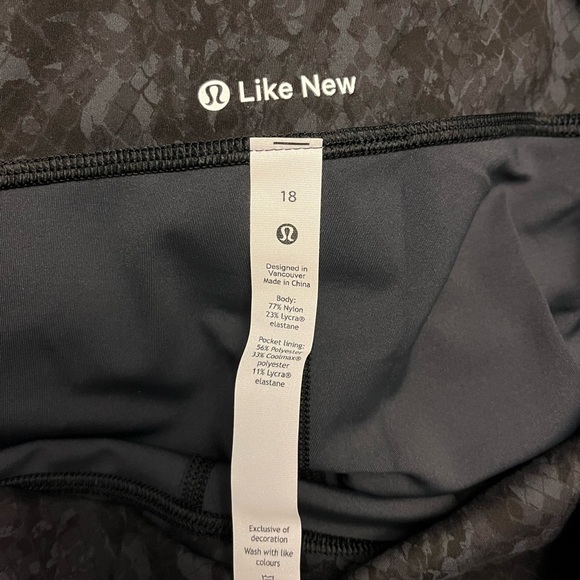 Like New
18
Designed in
Vancouver
Made in China
Body:
77% Nylon
23% Lycra®
elastane
Pocket lining:
56% Polyester
33% Coolmax®
polyester
11% Lycra®
elastane
Exclusive of
decoration
Wash with like
colours